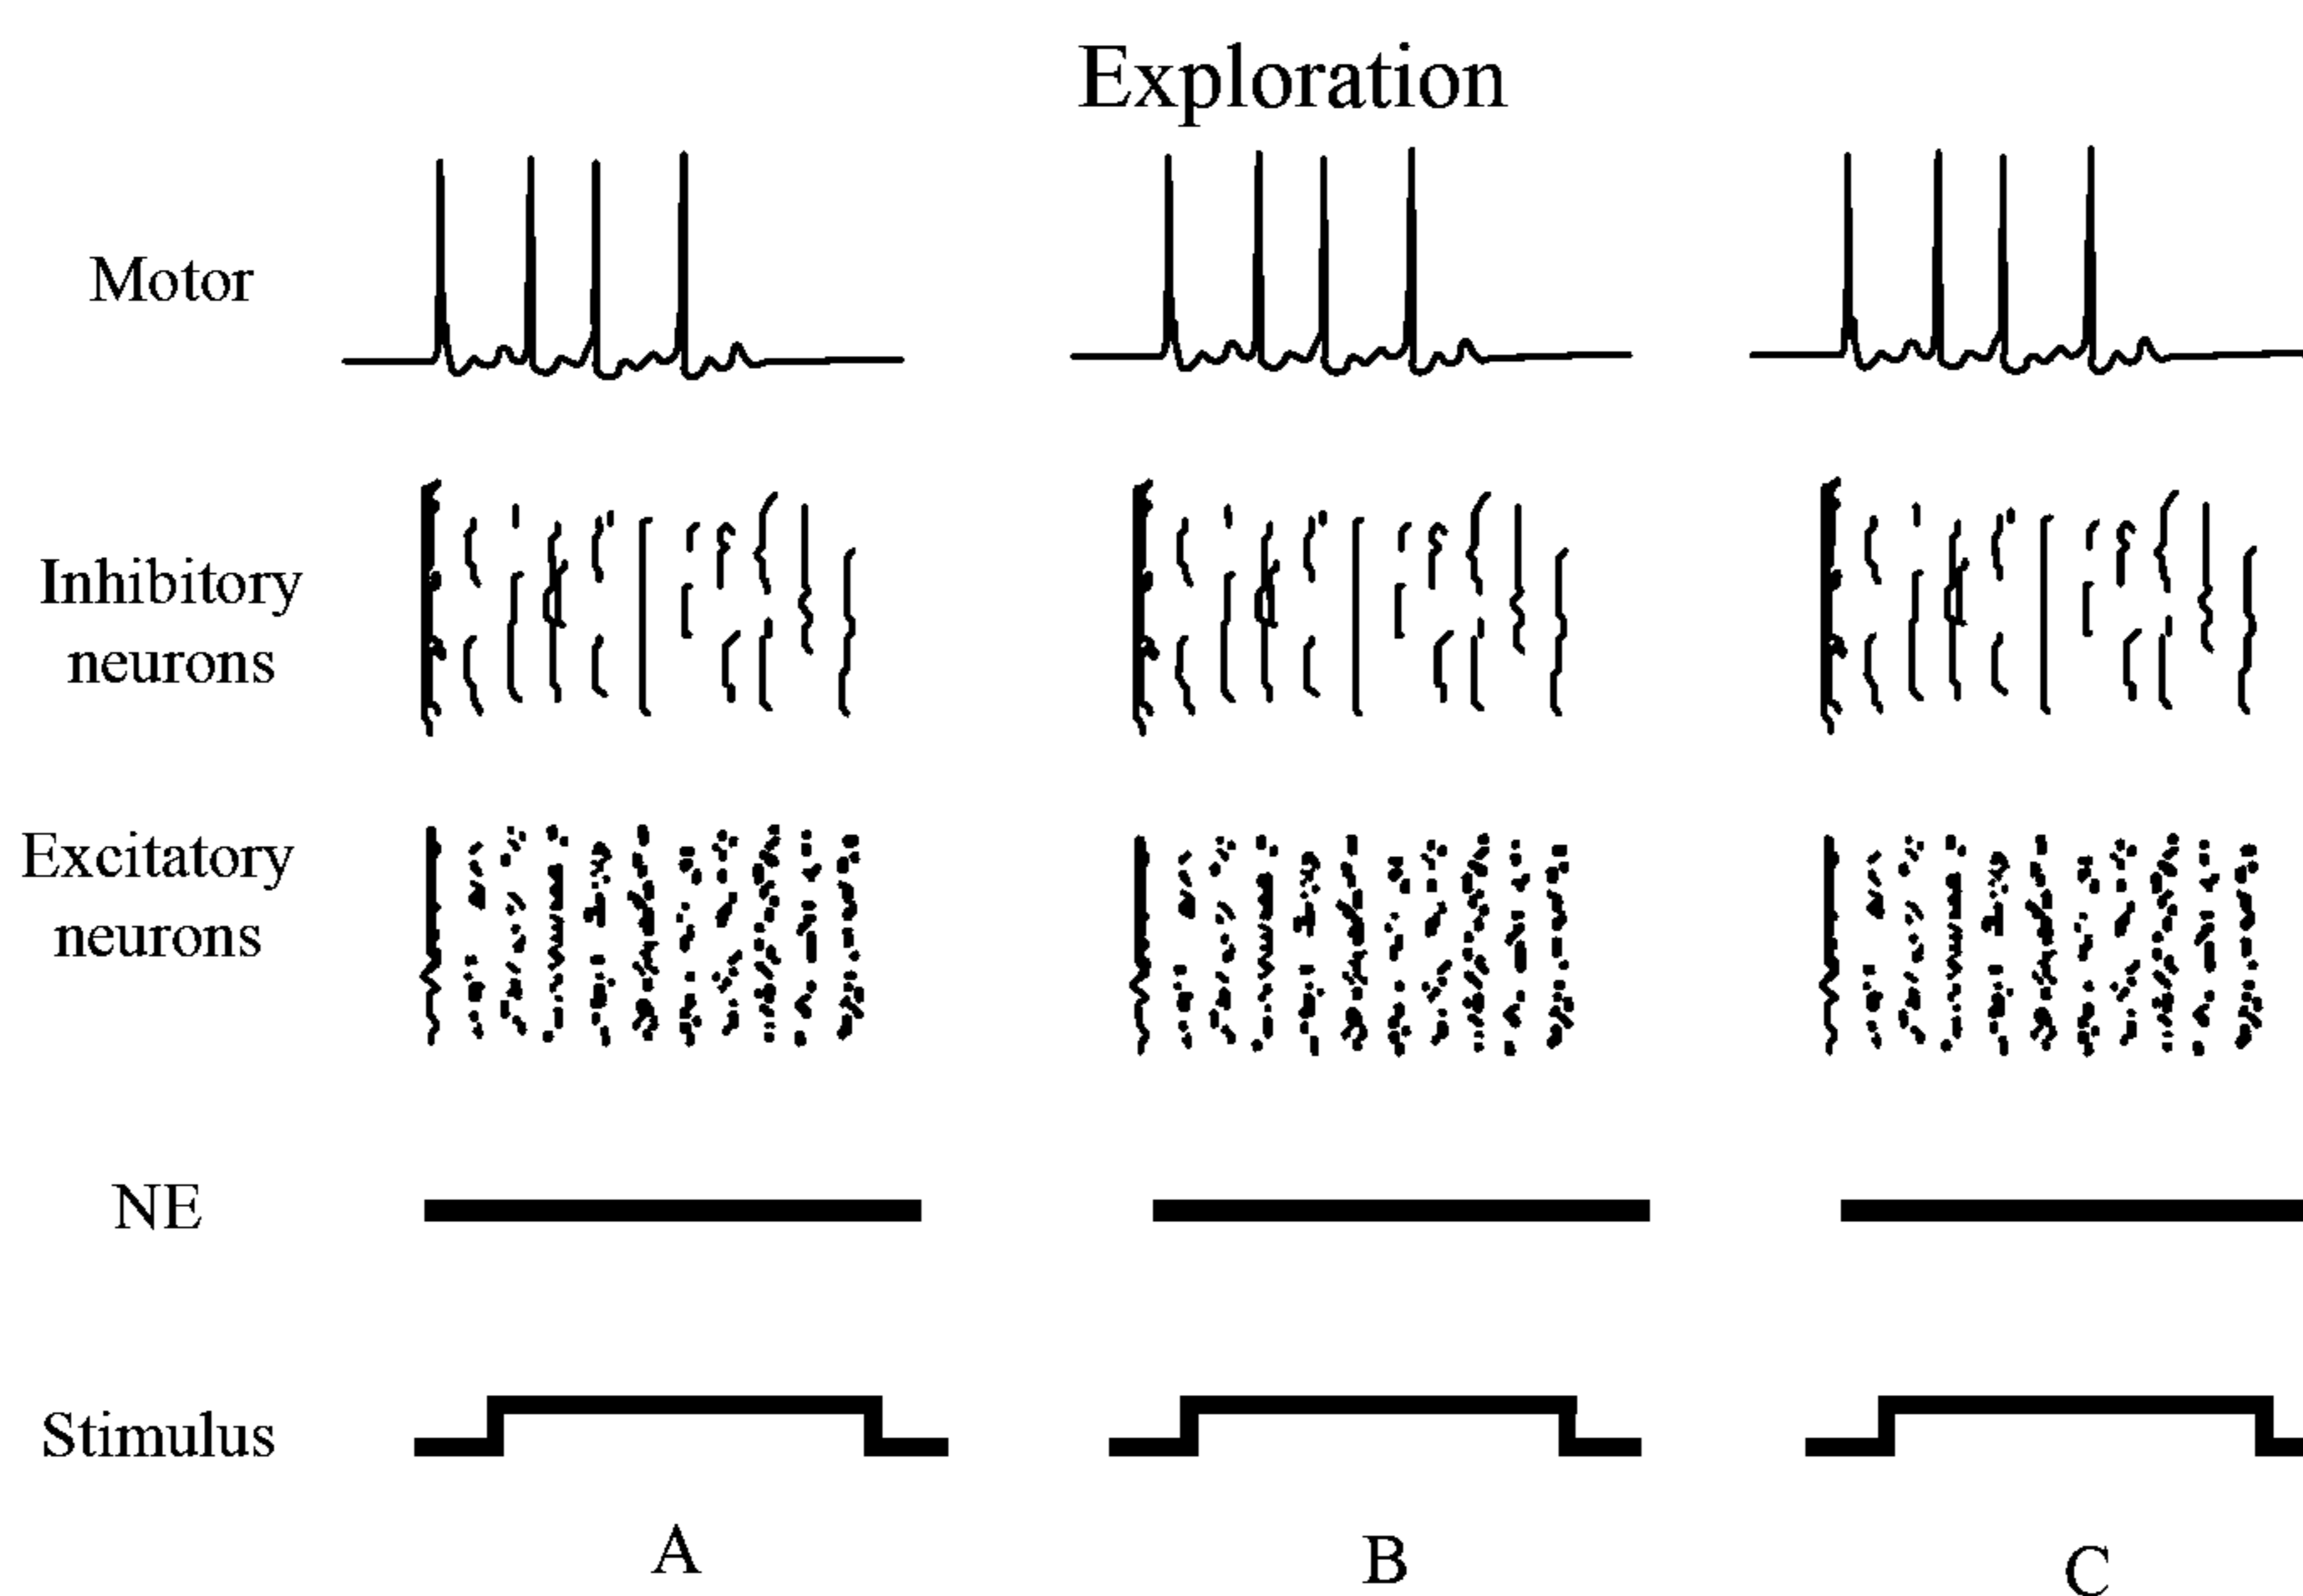 Exploration
Motor
Inhibitory
neurons
Excitatory
neurons
NE
Stimulus
A
B
C